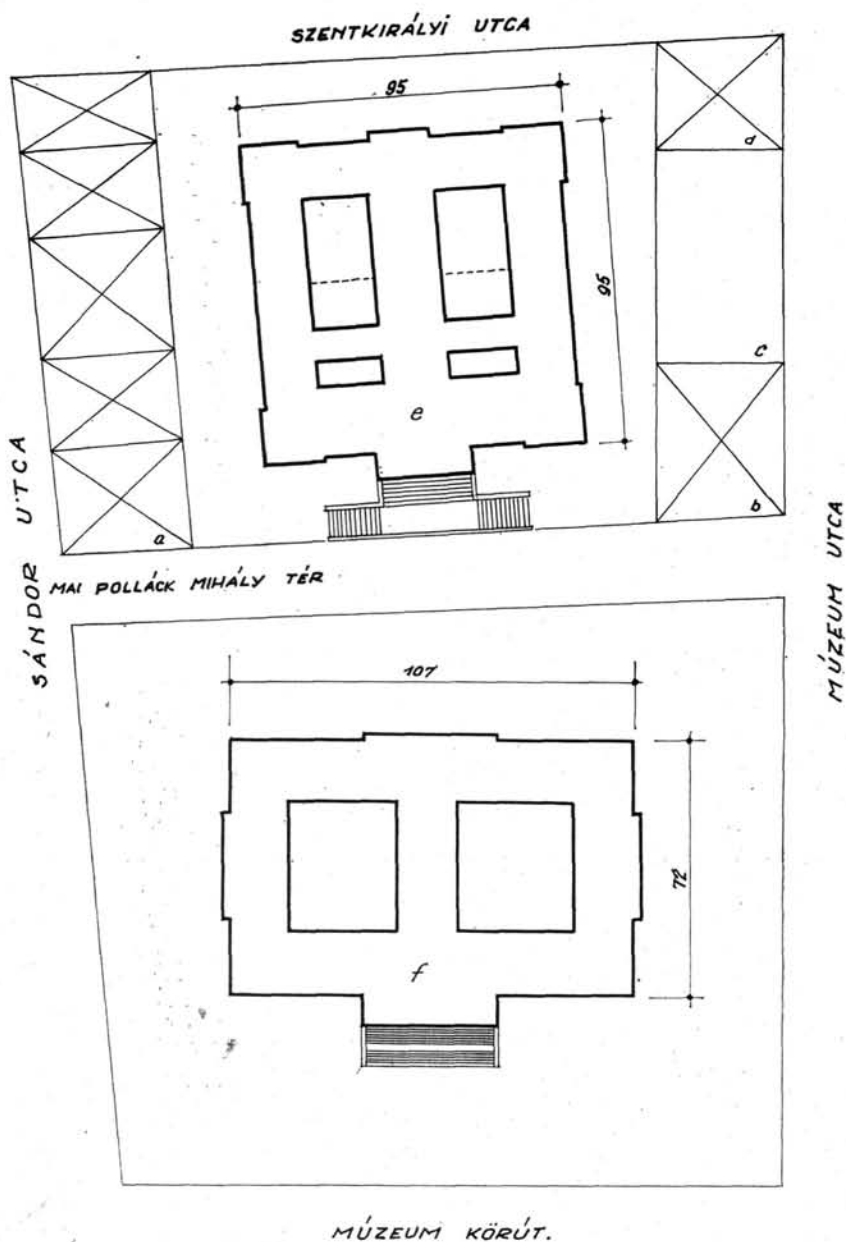 SZENTKIRÁLYI UTCA
95
d
95
c
e
b
a
SÁNDOR UTCA
MÚZEUM UTCA
MAI POLLÁCK MIHÁLY TÉR
107
72
f
MÚZEUM KÖRÚT.